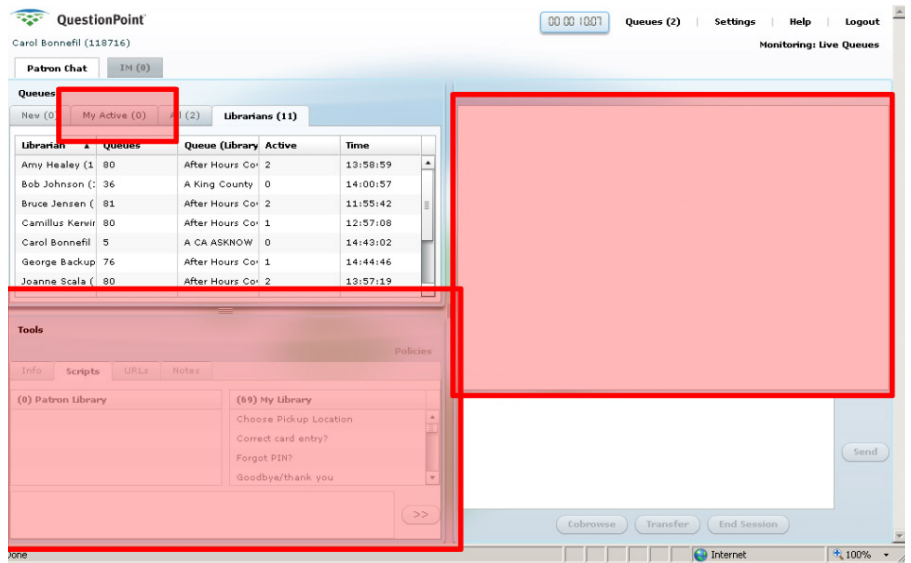 QuestionPoint
00 00 10:07
Queues (2) | Settings | Help | Logout
Carol Bonnefil (118716)
Monitoring: Live Queues
Patron Chat
IM (0)
Queues
New (0)
My Active (0)
All (2)
Librarians (11)
Librarian Queues Queue (Library Active Time
Amy Healey (1 80 After Hours Co 2 13:58:59
Bob Johnson (: 36 A King County 0 14:00:57
Bruce Jensen ( 81 After Hours Co 2 11:55:42
Camillus Kerwir 80 After Hours Co 1 12:57:08
Carol Bonnefil 5 A CA ASKNOW 0 14:43:02
George Backup 76 After Hours Co 1 14:44:46
Joanne Scala ( 80 After Hours Co 2 13:57:19
Tools
Policies
Info Scripts URLs Notes
(0) Patron Library
(69) My Library
Choose Pickup Location
Correct card entry?
Forgot PIN?
Goodbye/thank you
>>
Send
Cobrowse Transfer End Session
Done
Internet
100%